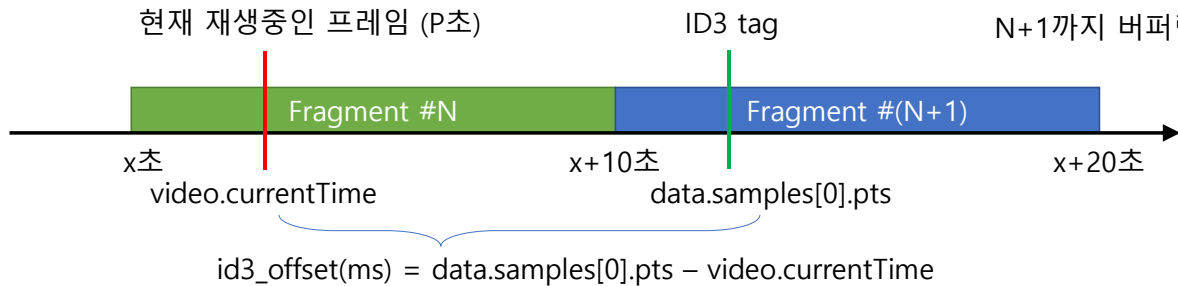 현재 재생중인 프레임 (P초)
ID3 tag
N+1까지
Fragment #N
Fragment #(N+1)
x초
x+10초
x+20초
video.currentTime
data.samples[0].pts
id3_offset(ms) = data.samples[0].pts – video.currentTime